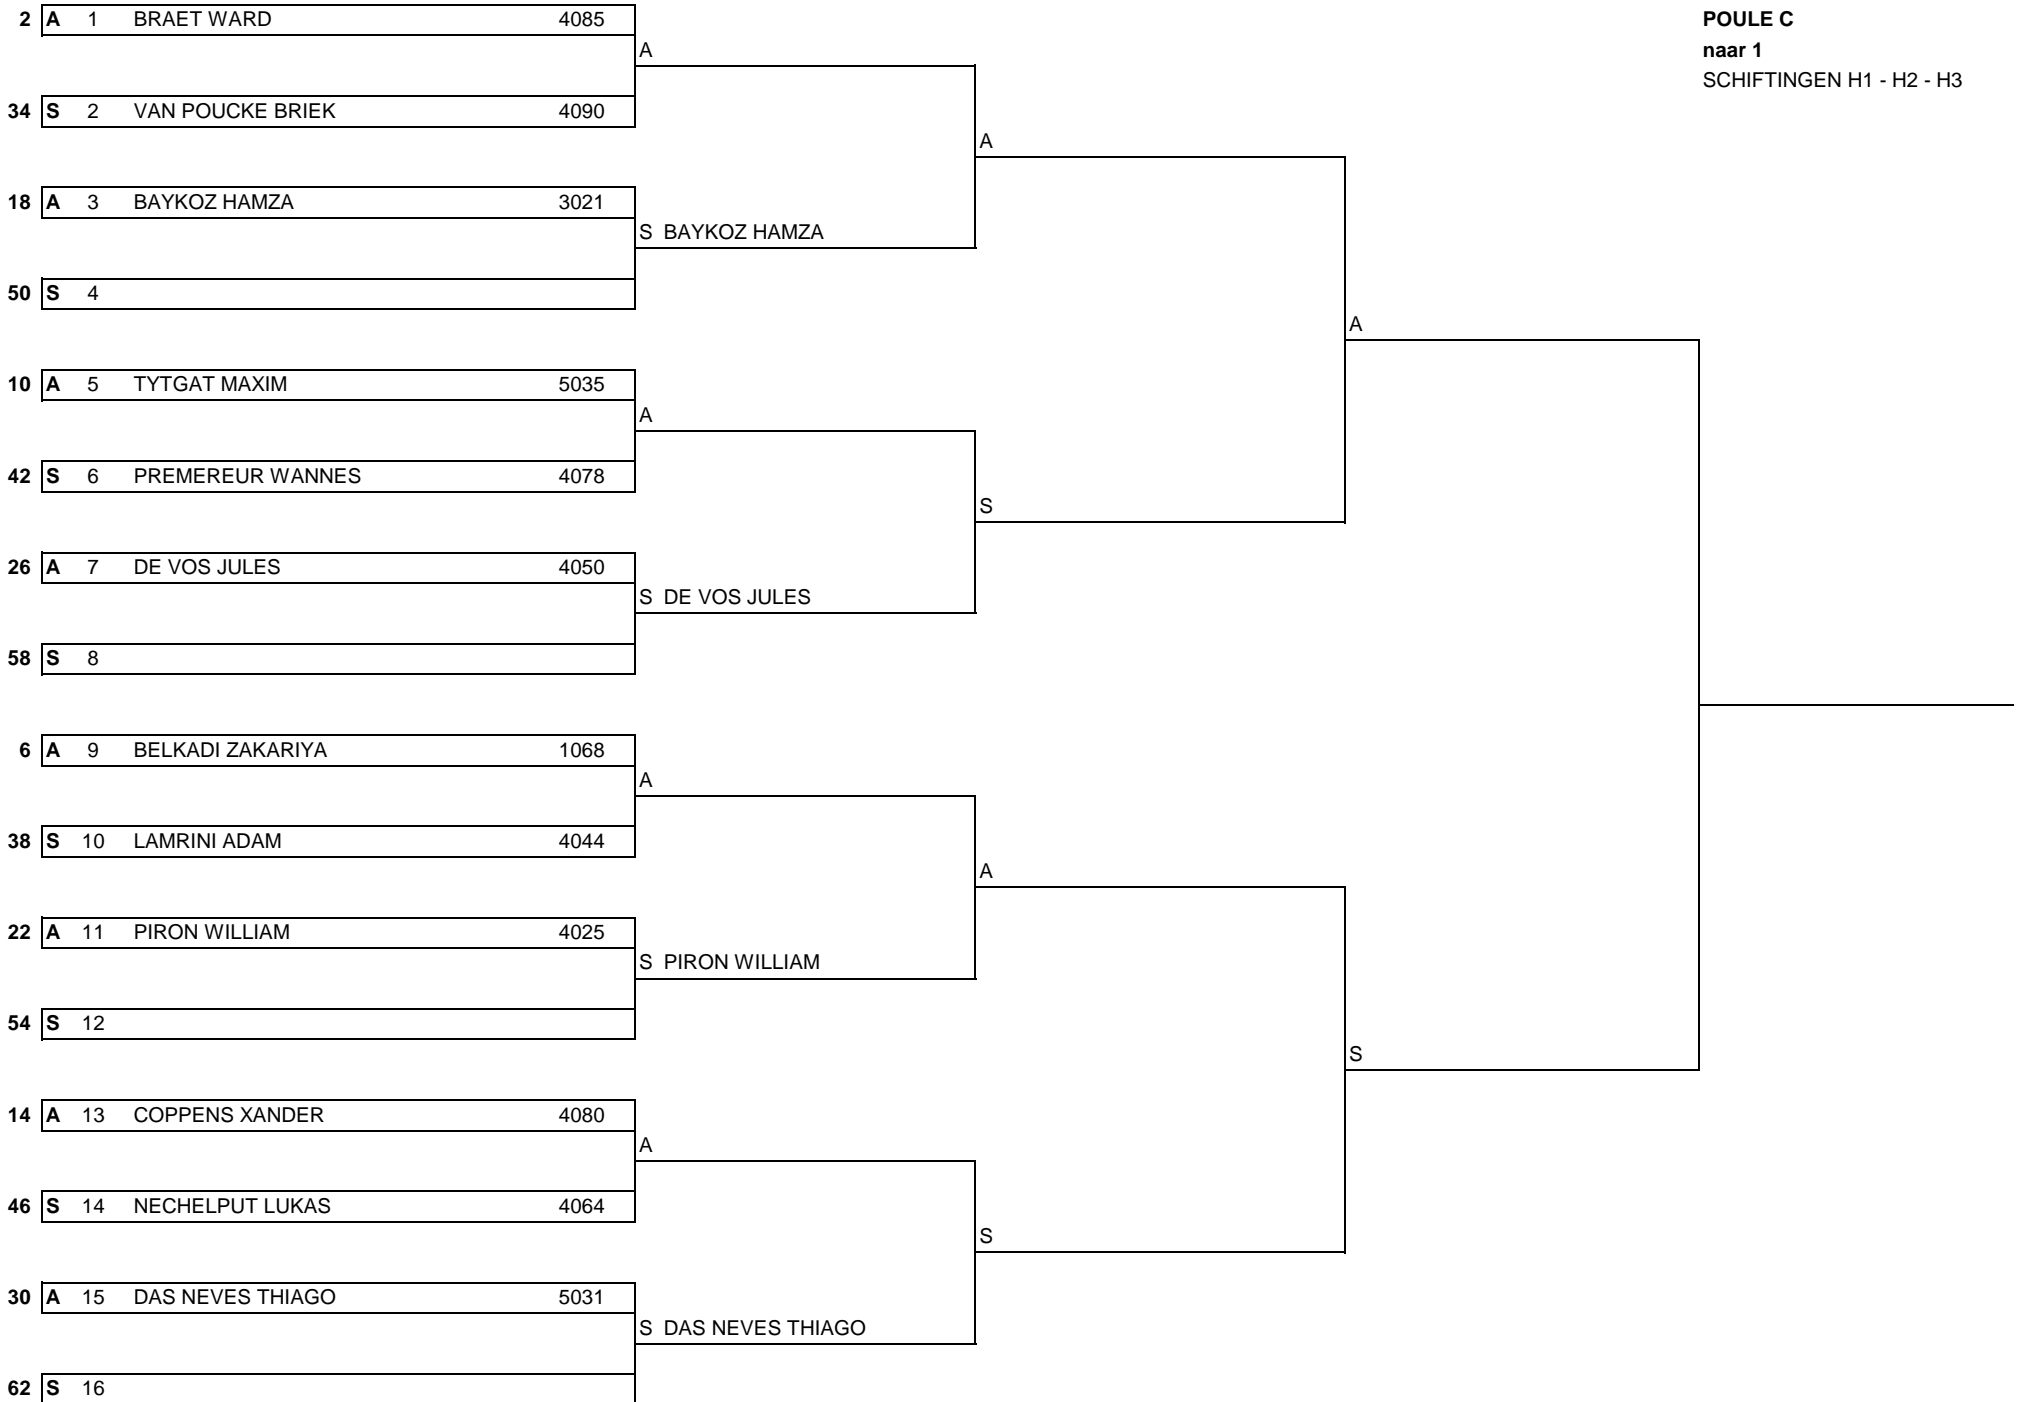 2 A 1 BRAET WARD 4085
POULE C
A
naar 1
SCHIFTINGEN H1 - H2 - H3
34 S 2 VAN POUCKE BRIEK 4090
A
18 A 3 BAYKOZ HAMZA 3021
S BAYKOZ HAMZA
50 S 4
A
10 A 5 TYTGAT MAXIM 5035
A
42 S 6 PREMEREUR WANNES 4078
S
26 A 7 DE VOS JULES 4050
S DE VOS JULES
58 S 8
6 A 9 BELKADI ZAKARIYA 1068
A
38 S 10 LAMRINI ADAM 4044
A
22 A 11 PIRON WILLIAM 4025
S PIRON WILLIAM
54 S 12
S
14 A 13 COPPENS XANDER 4080
A
46 S 14 NECHELPUT LUKAS 4064
S
30 A 15 DAS NEVES THIAGO 5031
S DAS NEVES THIAGO
62 S 16